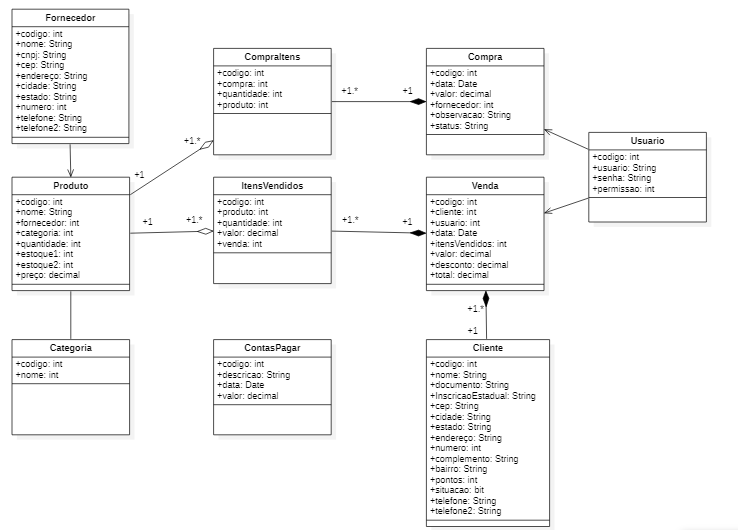 Fornecedor
+codigo: int
+nome: String
+cnpj: String
+cep: String
+endereço: String
+cidade: String
+estado: String
+numero: int
+telefone: String
+telefone2: String
CompraItens
+codigo: int
+compra: int
+quantidade: int
+produto: int
+1.*
+1
Compra
+codigo: int
+data: Date
+valor: decimal
+fornecedor: int
+observacao: String
+status: String
Usuario
+codigo: int
+usuario: String
+senha: String
+permissao: int
+1.*
+1
Produto
+codigo: int
+nome: String
+fornecedor: int
+categoria: int
+quantidade: int
+estoque1: int
+estoque2: int
+preço: decimal
+1
+1.*
ItensVendidos
+codigo: int
+produto: int
+quantidade: int
+valor: decimal
+venda: int
+1.*
+1
Venda
+codigo: int
+cliente: int
+usuario: int
+data: Date
+itensVendidos: int
+valor: decimal
+desconto: decimal
+total: decimal
+1.*
+1
Categoria
+codigo: int
+nome: int
ContasPagar
+codigo: int
+descricao: String
+data: Date
+valor: decimal
Cliente
+codigo: int
+nome: String
+documento: String
+InscricaoEstadual: String
+cep: String
+cidade: String
+estado: String
+endereço: String
+numero: int
+complemento: String
+bairro: String
+pontos: int
+situacao: bit
+telefone: String
+telefone2: String